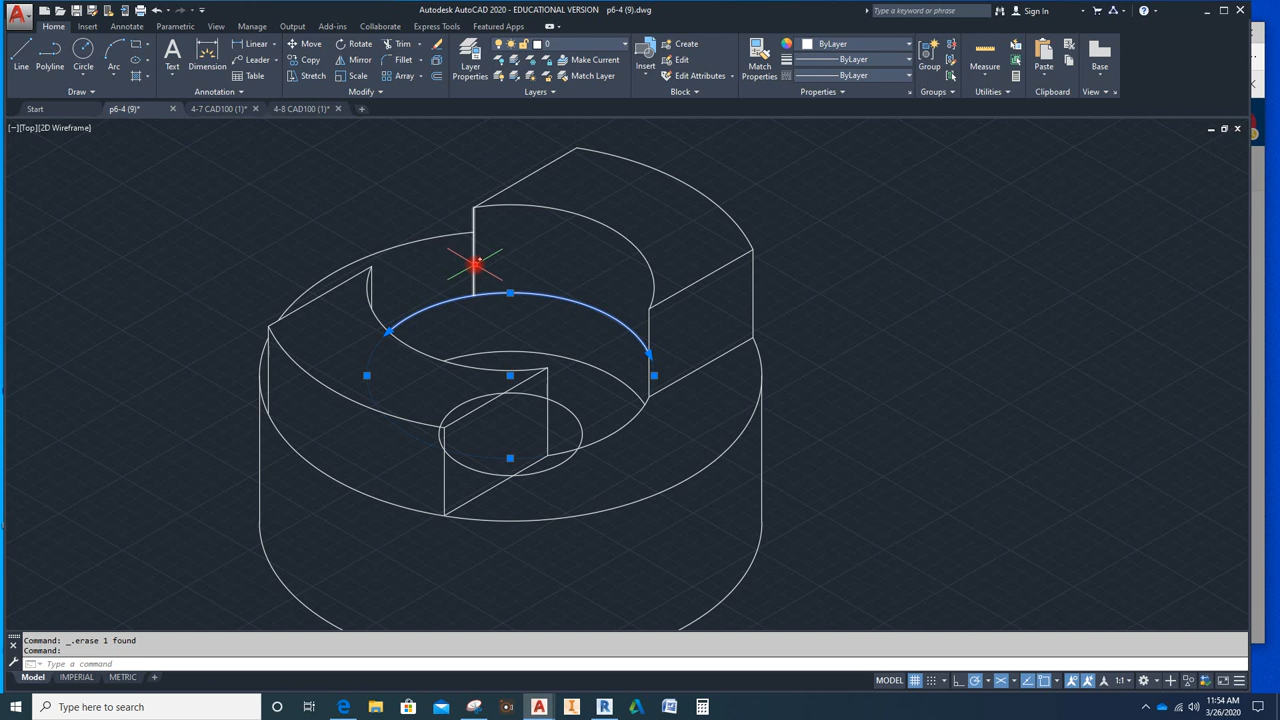 Autodesk AutoCAD 2020 - EDUCATIONAL VERSION p6-4 (9).dwg
Type a keyword or phrase
Sign In
Home Insert Annotate Parametric View Manage Output Add-ins Collaborate Express Tools Featured Apps
Line Polyline Circle Arc
Draw
Text Dimension
Linear
Leader
Table
Annotation
Move Rotate Trim
Copy Mirror Fillet
Stretch Scale Array
Modify
Layer Properties
0
Make Current
Match Layer
Layers
Insert
Create
Edit
Edit Attributes
Block
Match Properties
ByLayer
ByLayer
ByLayer
Properties
Group
Groups
Measure
Utilities
Paste
Clipboard
Base
View
Start p6-4 (9)* 4-7 CAD100 (1)* 4-8 CAD100 (1)*
[−][Top][2D Wireframe]
Command: _.erase 1 found
Command:
Type a command
Model IMPERIAL METRIC
MODEL 1:1
Type here to search
11:54 AM
3/26/2020